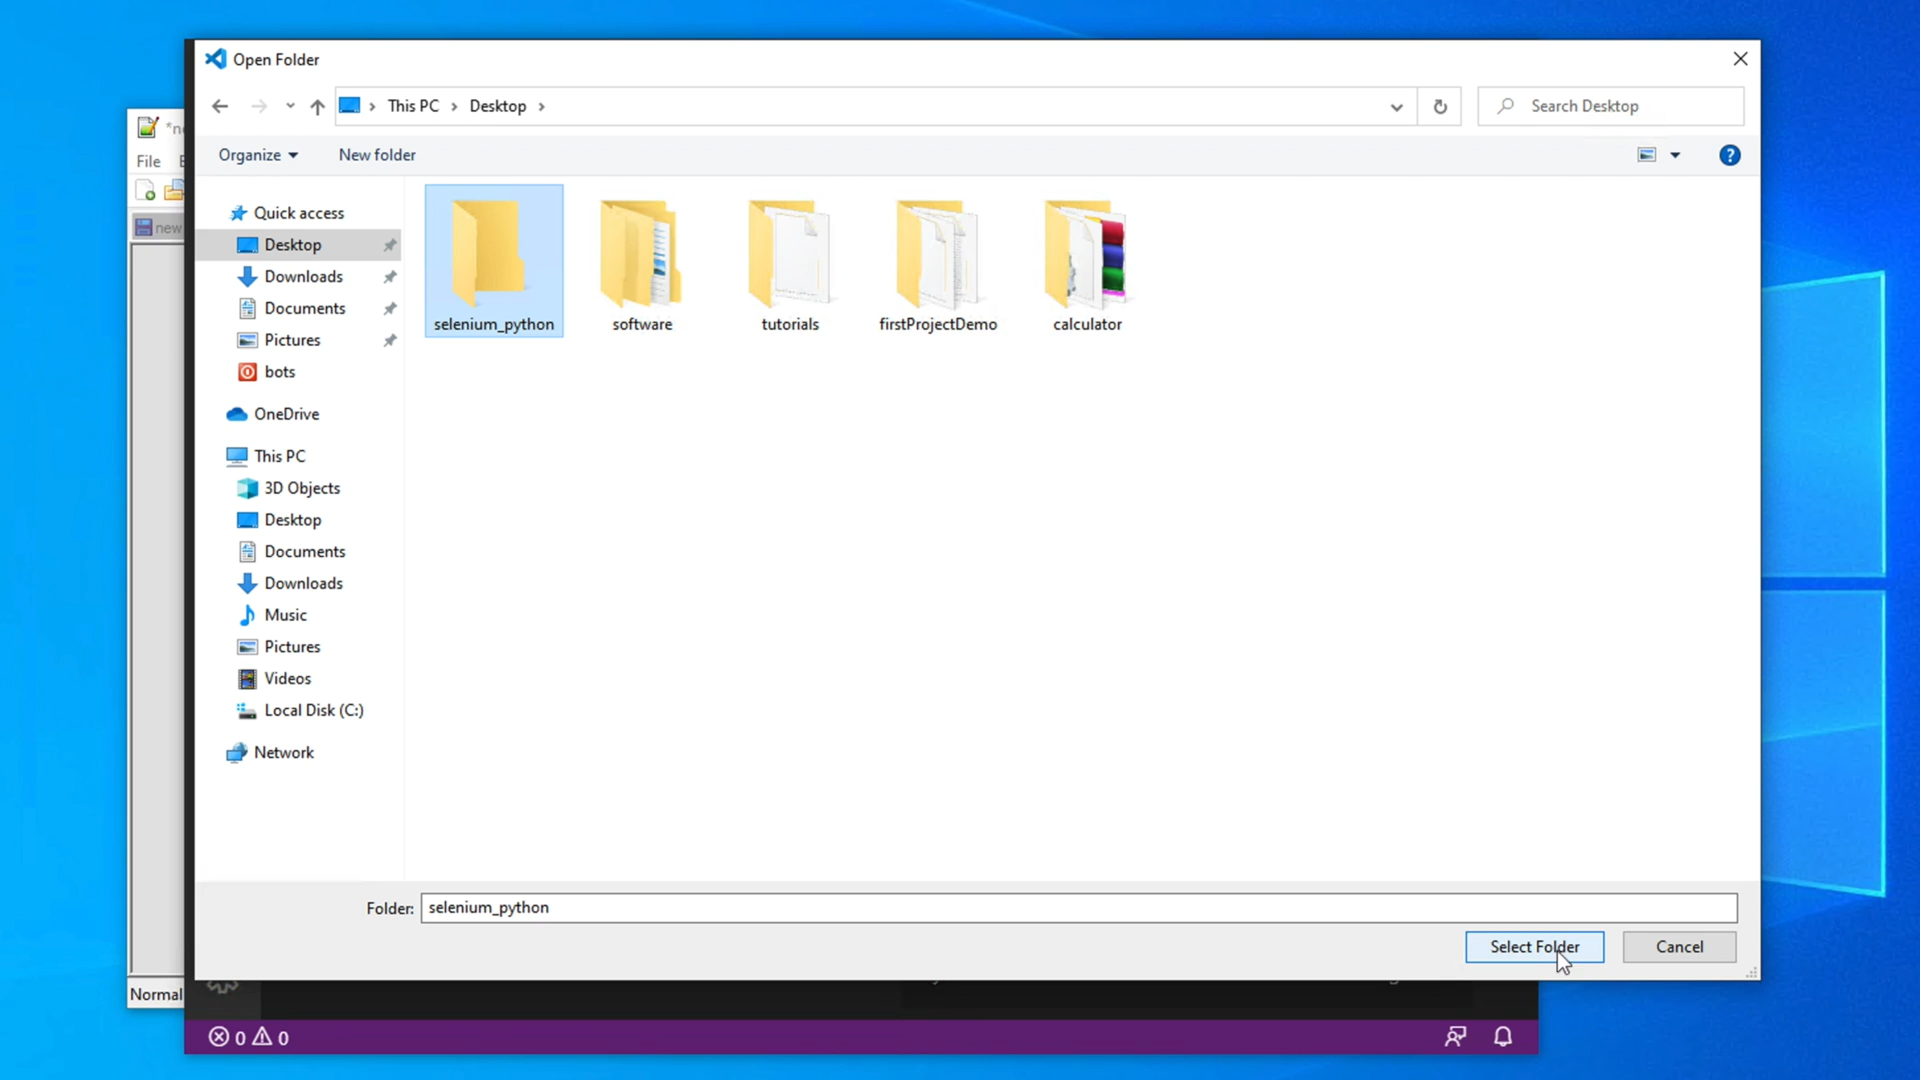 Open Folder
This PC
Desktop
Search Desktop
Organize
New folder
Quick access
Desktop
Downloads
Documents
Pictures
bots
OneDrive
This PC
3D Objects
Desktop
Documents
Downloads
Music
Pictures
Videos
Local Disk (C:)
Network
selenium_python
software
tutorials
firstProjectDemo
calculator
Folder:
selenium_python
Select Folder
Cancel
File
new
Normal
0
0